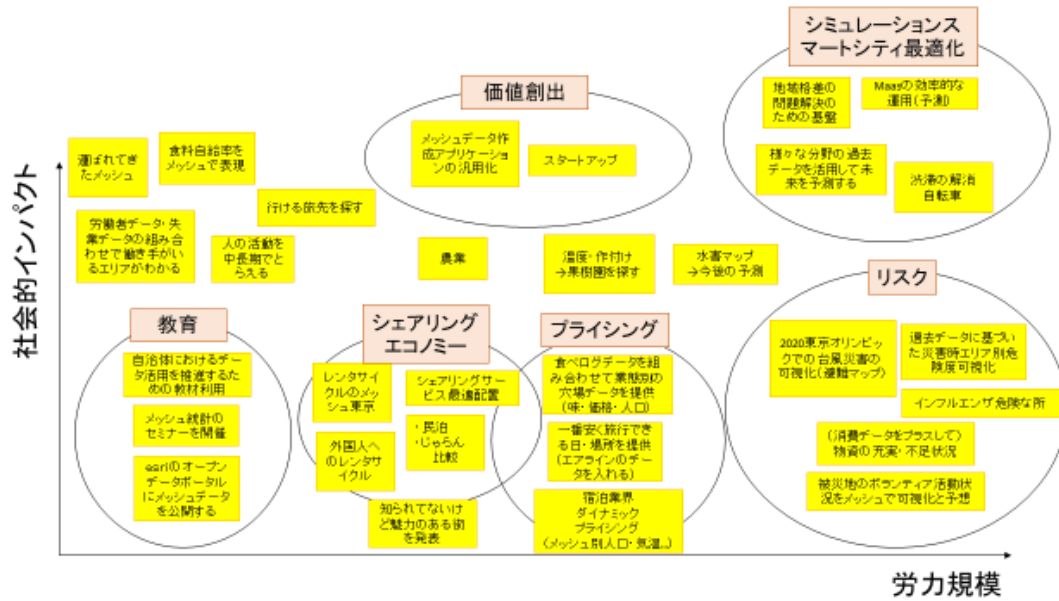 シミュレーションス
マートシティ最適化
地域格差の
問題解決の
ための基盤
Maasの効率的な
運用(予測)
様々な分野の過去
データを活用して未
来を予測する
渋滞の解消
自転車
価値創出
メッシュデータ作
成アプリケーショ
ンの汎用化
スタートアップ
運ばれてき
たメッシュ
食料自給率を
メッシュで表現
行ける旅先を探す
労働者データ・失
業データの組み合
わせで働き手がい
るエリアがわかる
人の活動を
中長期でと
らえる
農業
温度・作付け
→果樹園を探す
水害マップ
→今後の予測
社会的インパクト
教育
自治体におけるデー
タ活用を推進するた
めの教材利用
メッシュ統計の
セミナーを開催
esriのオープン
データポータル
にメッシュデータ
を公開する
シェアリング
エコノミー
レンタサイ
クルのメッ
シュ東京
シェアリングサー
ビス最適配置
外国人へ
のレンタサ
イクル
・民泊
・じゃらん
比較
知られてないけ
ど魅力のある街
を発表
プライシング
食べログデータを組
み合わせて業態別の
穴場データを提供
(味・価格・人口)
一番安く旅行でき
る日・場所を提供
(エアラインのデー
タを入れる)
宿泊業界
ダイナミック
プライシング
(メッシュ別人口・気温...)
リスク
2020東京オリンピッ
クでの台風災害の
可視化(避難マップ)
過去データに基づい
た災害時エリア別危
険度可視化
インフルエンザ危険な所
(消費データをプラスして)
物資の充実・不足状況
被災地のボランティア活動状
況をメッシュで可視化と予想
労力規模